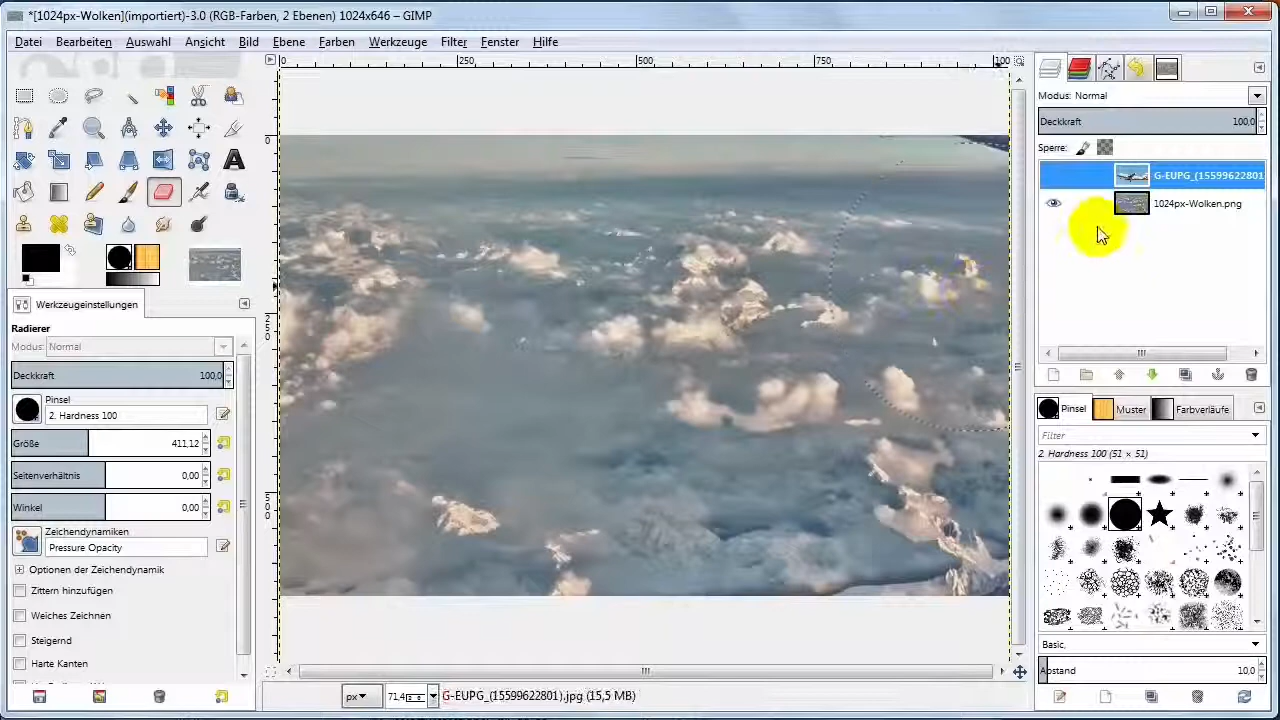 *[1024px-Wolken](importiert)-3.0 (RGB-Farben, 2 Ebenen) 1024x646 – GIMP
Datei Bearbeiten Auswahl Ansicht Bild Ebene Farben Werkzeuge Filter Fenster Hilfe
0 250 500 750 100
Modus: Normal
Deckkraft 100,0
Sperre:
G-EUPG_(15599622801
1024px-Wolken.png
0
250
500
Werkzeugeinstellungen
Radierer
Modus: Normal
Deckkraft 100,0
Pinsel
2. Hardness 100
Größe 411,12
Seitenverhältnis 0,00
Winkel 0,00
Zeichendynamiken
Pressure Opacity
Optionen der Zeichendynamik
Zittern hinzufügen
Weiches Zeichnen
Steigernd
Harte Kanten
Pinsel Muster Farbverläufe
Filter
2. Hardness 100 (51 × 51)
Basic,
Abstand 10,0
px 71.4 G-EUPG_(15599622801).jpg (15,5 MB)